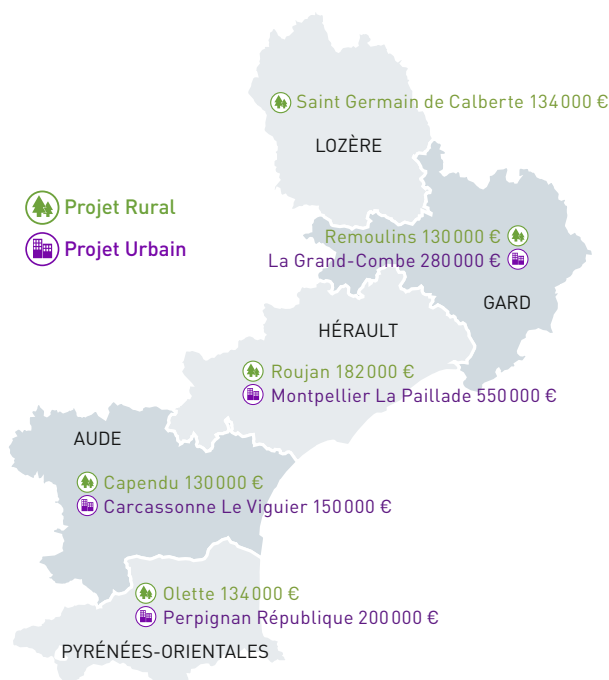 Saint Germain de Calberte 134 000 €
LOZÈRE
Projet Rural
Projet Urbain
Remoulins 130 000 €
La Grand-Combe 280 000 €
GARD
HÉRAULT
Roujan 182 000 €
Montpellier La Paillade 550 000 €
AUDE
Capendu 130 000 €
Carcassonne Le Viguier 150 000 €
Olette 134 000 €
Perpignan République 200 000 €
PYRÉNÉES-ORIENTALES